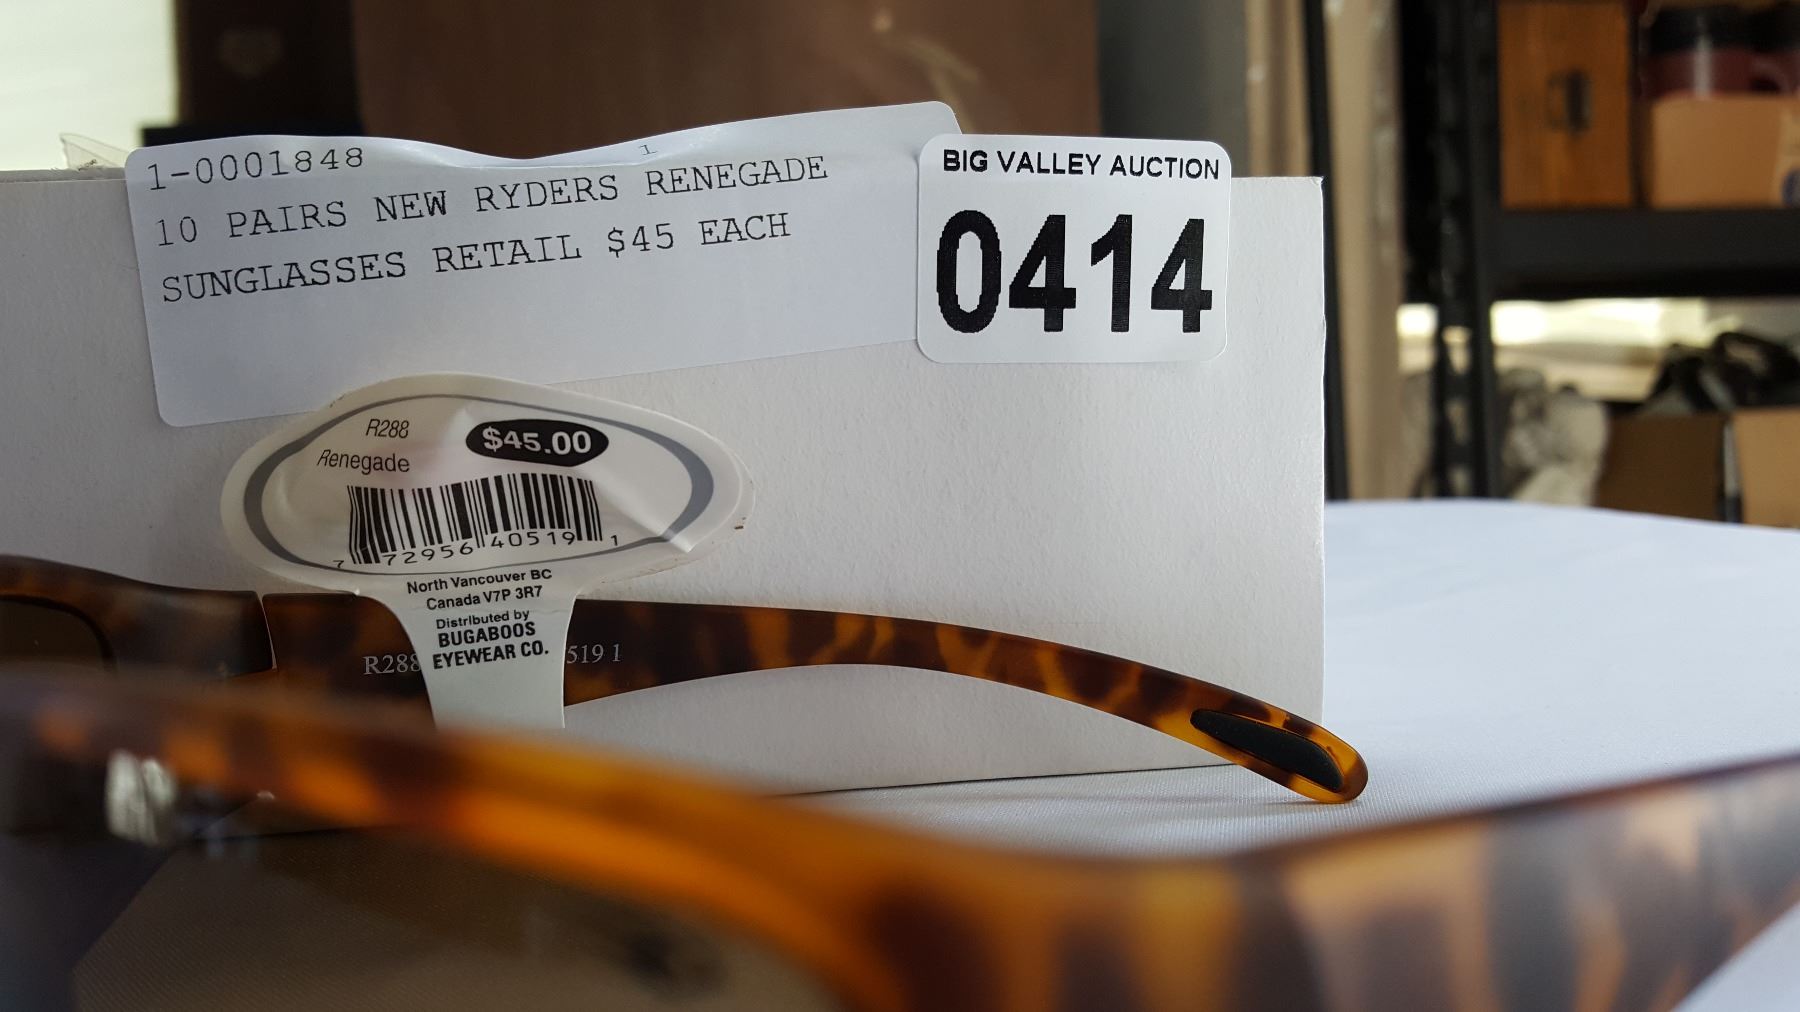 1-0001848 1
10 PAIRS NEW RYDERS RENEGADE
SUNGLASSES RETAIL $45 EACH
BIG VALLEY AUCTION
0414
R288
$45.00
Renegade
7 72956 40519 1
North Vancouver BC
Canada V7P 3R7
Distributed by
BUGABOOS
EYEWEAR CO.
R288 519 1